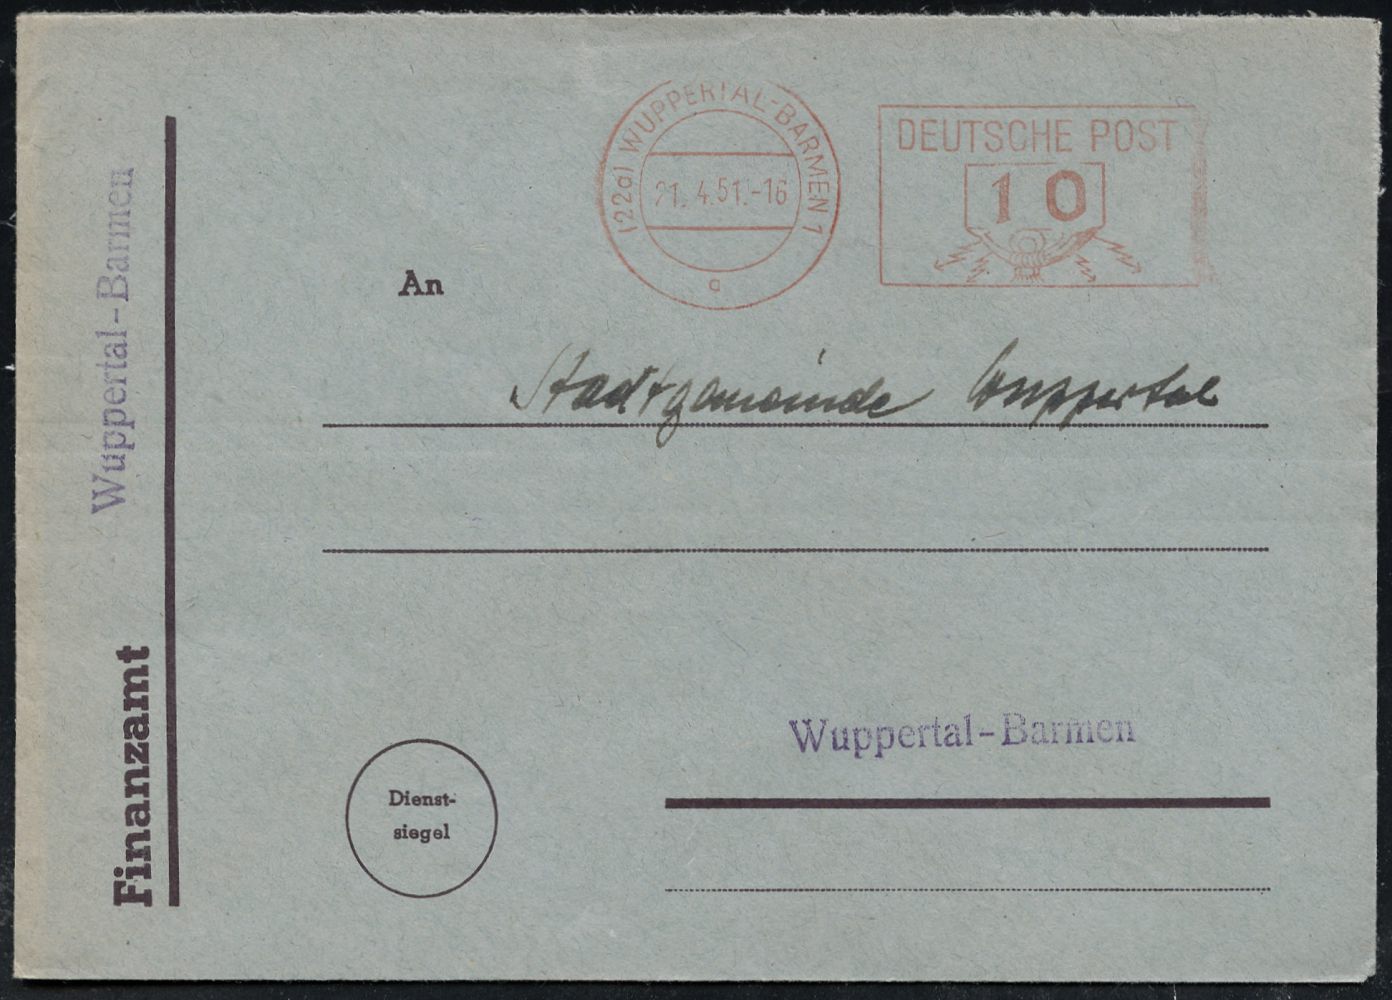 (22a) WUPPERTAL-BARMEN 1
21. 4.51.-16
a
DEUTSCHE POST
10
An
Stadtgemeinde Wuppertal
Wuppertal-Barmen
Dienst-
siegel
Finanzamt Wuppertal-Barmen